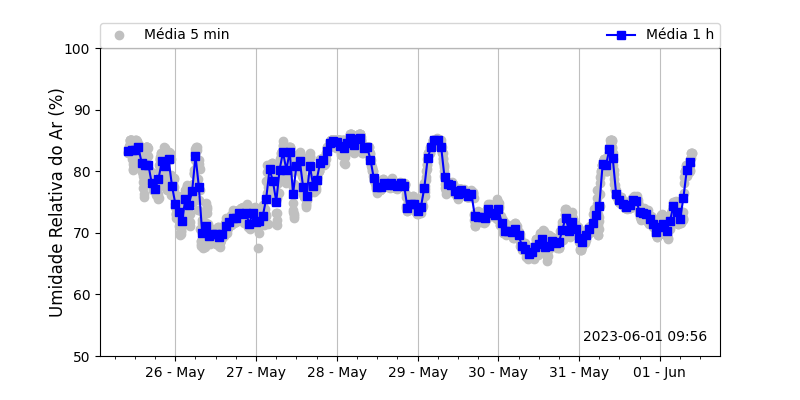 Média 5 min
Média 1 h
Umidade Relativa do Ar (%)
100
90
80
70
60
50
2023-06-01 09:56
26 - May
27 - May
28 - May
29 - May
30 - May
31 - May
01 - Jun